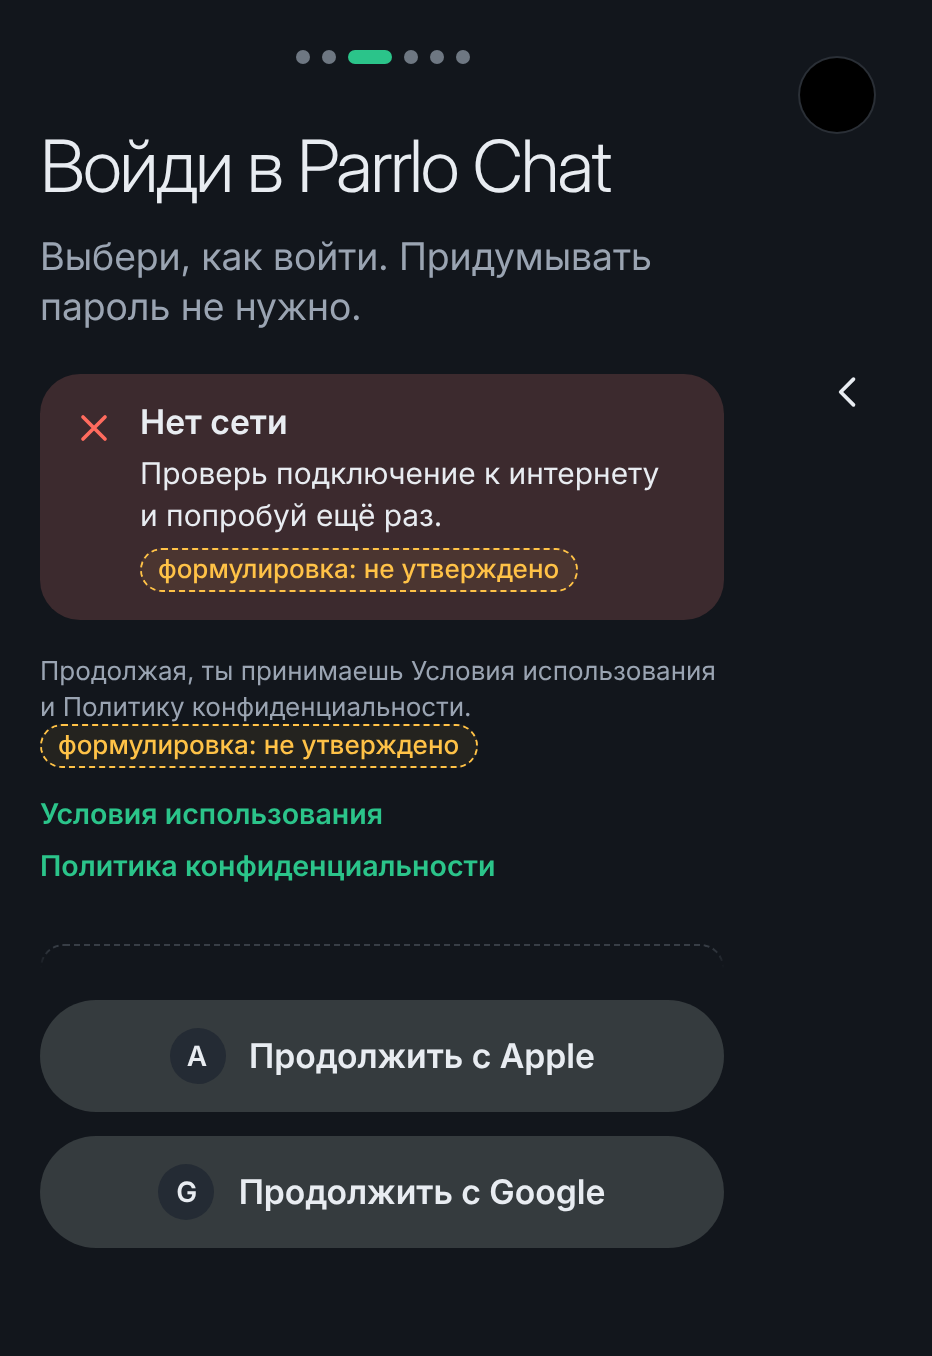 Войди в Parrlo Chat
Выбери, как войти. Придумывать
пароль не нужно.
Нет сети
Проверь подключение к интернету
и попробуй ещё раз.
формулировка: не утверждено
Продолжая, ты принимаешь Условия использования
и Политику конфиденциальности.
формулировка: не утверждено
Условия использования
Политика конфиденциальности
A Продолжить с Apple
G Продолжить с Google